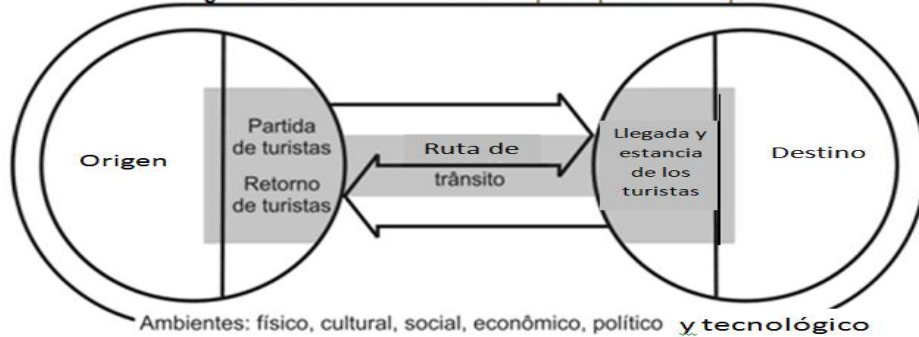 Origen
Partida
de turistas
Retorno
de turistas
Ruta de
trânsito
Llegada y
estancia
de los
turistas
Destino
Ambientes: físico, cultural, social, econômico, político y tecnológico